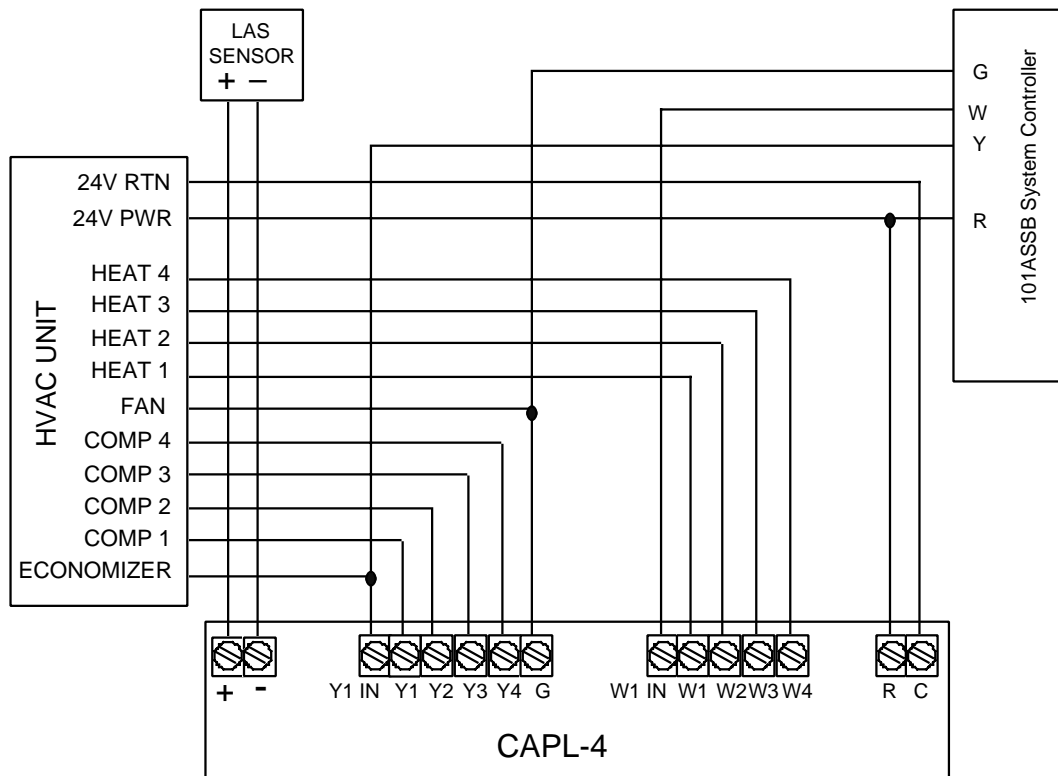 LAS
SENSOR
+ −
G
W
Y
R
101ASSB System Controller
HVAC UNIT
24V RTN
24V PWR
HEAT 4
HEAT 3
HEAT 2
HEAT 1
FAN
COMP 4
COMP 3
COMP 2
COMP 1
ECONOMIZER
+ - Y1 IN Y1 Y2 Y3 Y4 G W1 IN W1 W2 W3 W4 R C
CAPL-4